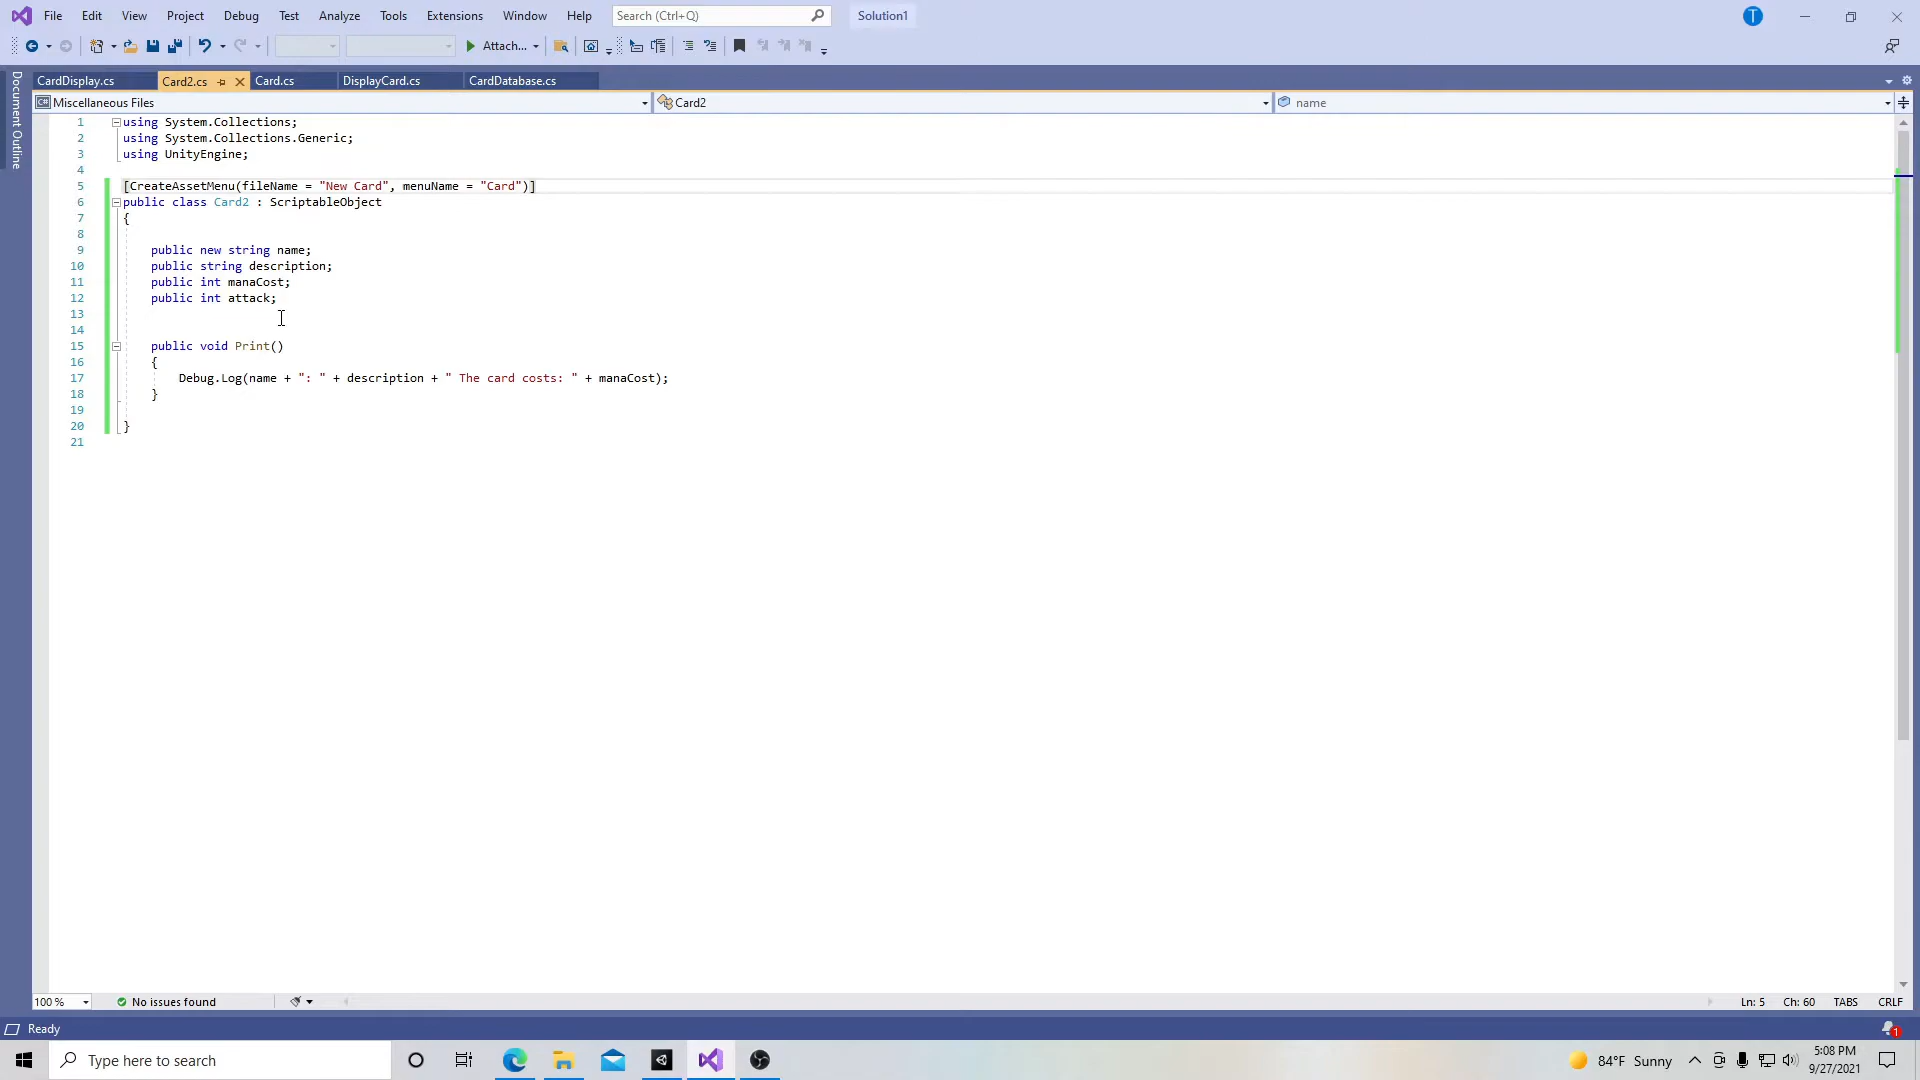 File Edit View Project Debug Test Analyze Tools Extensions Window Help Search (Ctrl+Q) Solution1 T
Attach...
CardDisplay.cs Card2.cs Card.cs DisplayCard.cs CardDatabase.cs
Document Outline
C# Miscellaneous Files Card2 name
1 using System.Collections;
2 using System.Collections.Generic;
3 using UnityEngine;
4
5 [CreateAssetMenu(fileName = "New Card", menuName = "Card")]
6 public class Card2 : ScriptableObject
7 {
8
9 public new string name;
10 public string description;
11 public int manaCost;
12 public int attack;
13
14
15 public void Print()
16 {
17 Debug.Log(name + ": " + description + " The card costs: " + manaCost);
18 }
19
20 }
21
100 % No issues found Ln: 5 Ch: 60 TABS CRLF
Ready 1
Type here to search 84°F Sunny 5:08 PM
9/27/2021